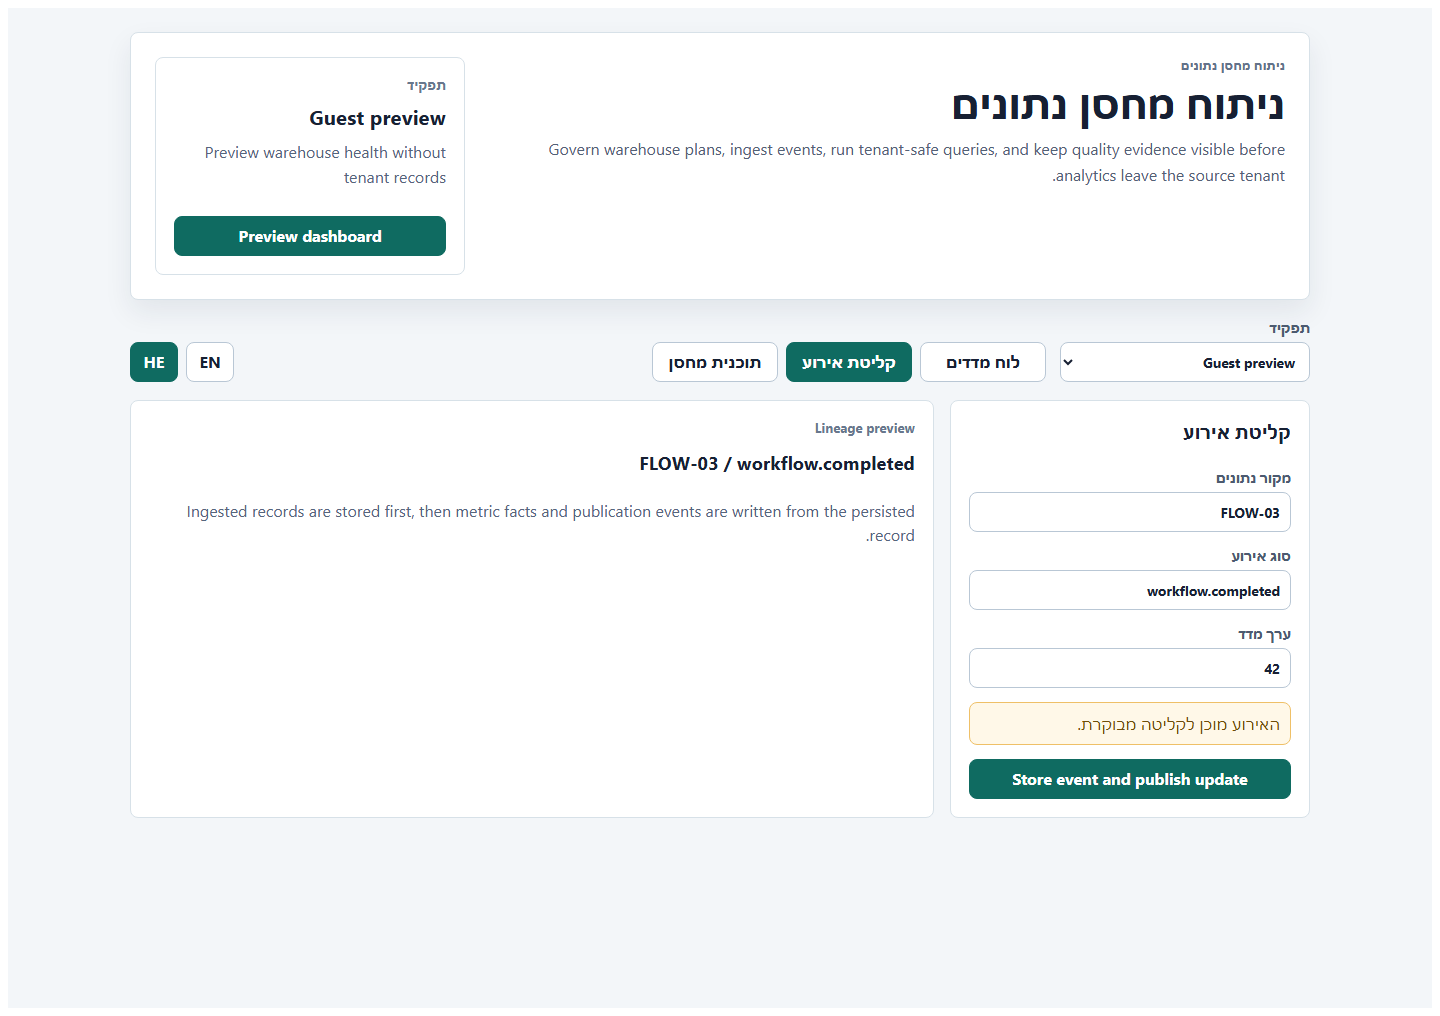 ניתוח מחסן נתונים
ניתוח מחסן נתונים
Govern warehouse plans, ingest events, run tenant-safe queries, and keep quality evidence visible before
analytics leave the source tenant.
תפקיד
Guest preview
Preview warehouse health without
tenant records
Preview dashboard
תפקיד
Guest preview
לוח מדדים
קליטת אירוע
תוכנית מחסן
EN
HE
קליטת אירוע
מקור נתונים
FLOW-03
סוג אירוע
workflow.completed
ערך מדד
42
האירוע מוכן לקליטה מבוקרת.
Store event and publish update
Lineage preview
FLOW-03 / workflow.completed
Ingested records are stored first, then metric facts and publication events are written from the persisted
record.